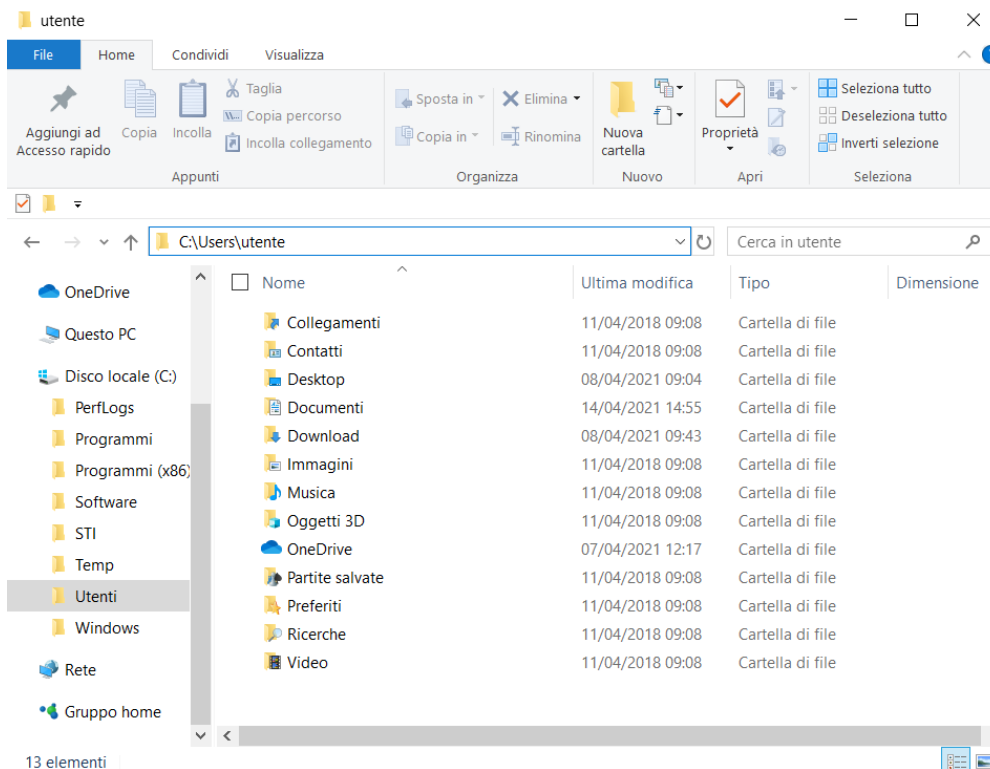 utente
File Home Condividi Visualizza
Aggiungi ad
Accesso rapido
Copia
Incolla
Taglia
Copia percorso
Incolla collegamento
Appunti
Sposta in
Copia in
Elimina
Rinomina
Organizza
Nuova
cartella
Nuovo
Proprietà
Apri
Seleziona tutto
Deseleziona tutto
Inverti selezione
Seleziona
C:\Users\utente
Cerca in utente
OneDrive
Questo PC
Disco locale (C:)
PerfLogs
Programmi
Programmi (x86)
Software
STI
Temp
Utenti
Windows
Rete
Gruppo home
Nome Ultima modifica Tipo Dimensione
Collegamenti 11/04/2018 09:08 Cartella di file
Contatti 11/04/2018 09:08 Cartella di file
Desktop 08/04/2021 09:04 Cartella di file
Documenti 14/04/2021 14:55 Cartella di file
Download 08/04/2021 09:43 Cartella di file
Immagini 11/04/2018 09:08 Cartella di file
Musica 11/04/2018 09:08 Cartella di file
Oggetti 3D 11/04/2018 09:08 Cartella di file
OneDrive 07/04/2021 12:17 Cartella di file
Partite salvate 11/04/2018 09:08 Cartella di file
Preferiti 11/04/2018 09:08 Cartella di file
Ricerche 11/04/2018 09:08 Cartella di file
Video 11/04/2018 09:08 Cartella di file
13 elementi